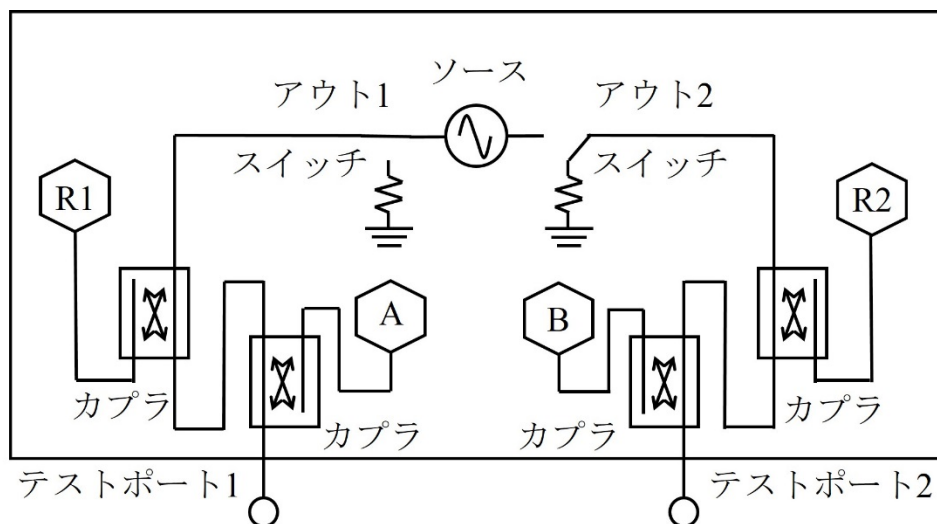 ソース
アウト1
アウト2
スイッチ
スイッチ
R1
R2
A
B
カプラ
カプラ
カプラ
カプラ
テストポート1
テストポート2